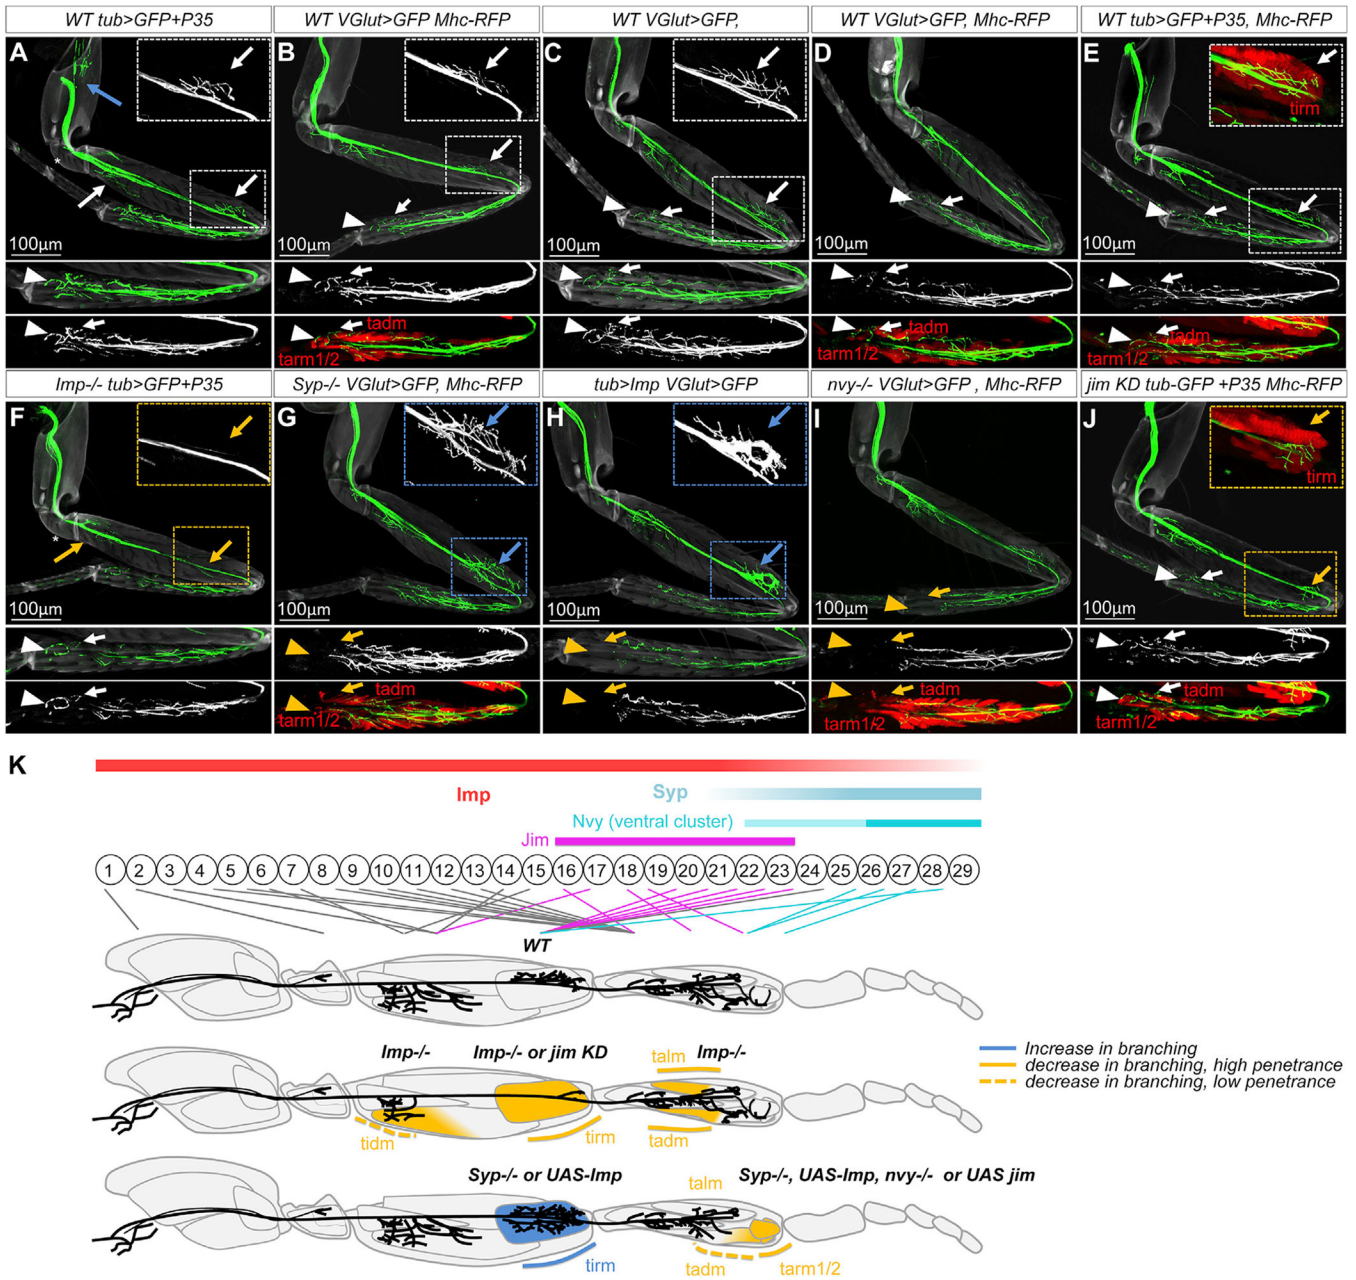 WT tub>GFP+P35
WT VGlut>GFP Mhc-RFP
WT VGlut>GFP,
WT VGlut>GFP, Mhc-RFP
WT tub>GFP+P35, Mhc-RFP
A
B
C
D
E
tirm
*
100µm
100µm
100µm
100µm
100µm
tadm
tarm1/2
tadm
tarm1/2
tadm
tarm1/2
Imp-/- tub>GFP+P35
Syp-/- VGlut>GFP, Mhc-RFP
tub>Imp VGlut>GFP
nvy-/- VGlut>GFP , Mhc-RFP
jim KD tub-GFP +P35 Mhc-RFP
F
G
H
I
J
tirm
*
100µm
100µm
100µm
100µm
100µm
tadm
tarm1/2
tadm
tarm1/2
tadm
tarm1/2
K
Imp
Syp
Nvy (ventral cluster)
Jim
1 2 3 4 5 6 7 8 9 10 11 12 13 14 15 16 17 18 19 20 21 22 23 24 25 26 27 28 29
WT
Imp-/-
Imp-/- or jim KD
talm
Imp-/-
tidm
tirm
tadm
Increase in branching
decrease in branching, high penetrance
decrease in branching, low penetrance
Syp-/- or UAS-Imp
talm
Syp-/-, UAS-Imp, nvy-/- or UAS jim
tirm
tadm
tarm1/2